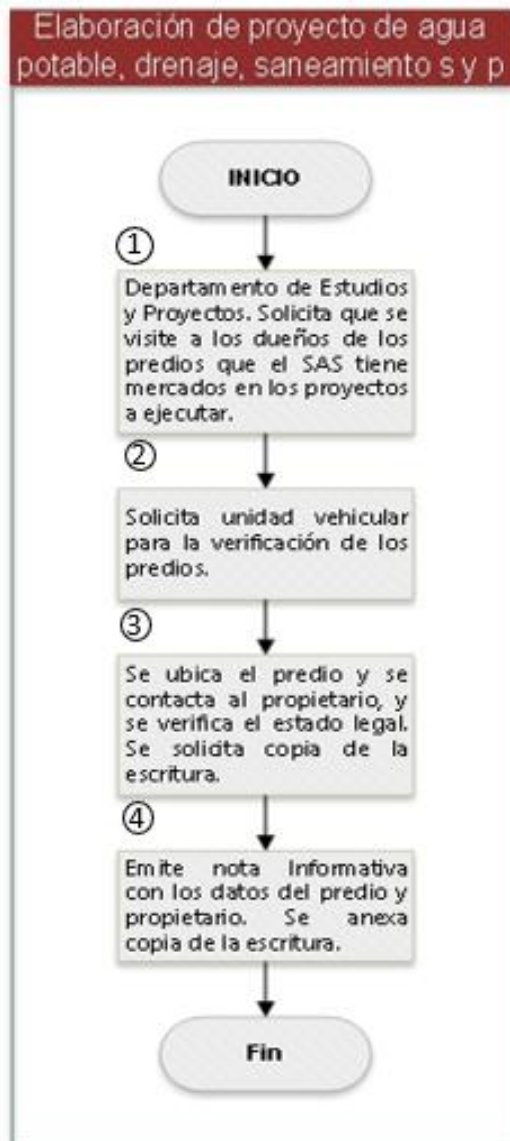 Elaboración de proyecto de agua
potable, drenaje, saneamiento s y p
INICIO
①
Departamento de Estudios
y Proyectos. Solicita que se
visite a los dueños de los
predios que el SAS tiene
mercados en los proyectos
a ejecutar.
②
Solicita unidad vehicular
para la verificación de los
predios.
③
Se ubica el predio y se
contacta al propietario, y
se verifica el estado legal.
Se solicita copia de la
escritura.
④
Emite nota Informativa
con los datos del predio y
propietario. Se anexa
copia de la escritura.
Fin